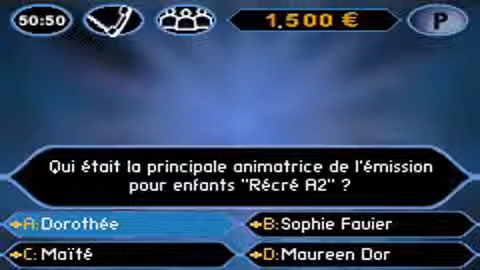 50:50 1.500 € P
Qui était la principale animatrice de l'émission
pour enfants "Récré A2" ?
A: Dorothée B: Sophie Favier
C: Maïté D: Maureen Dor